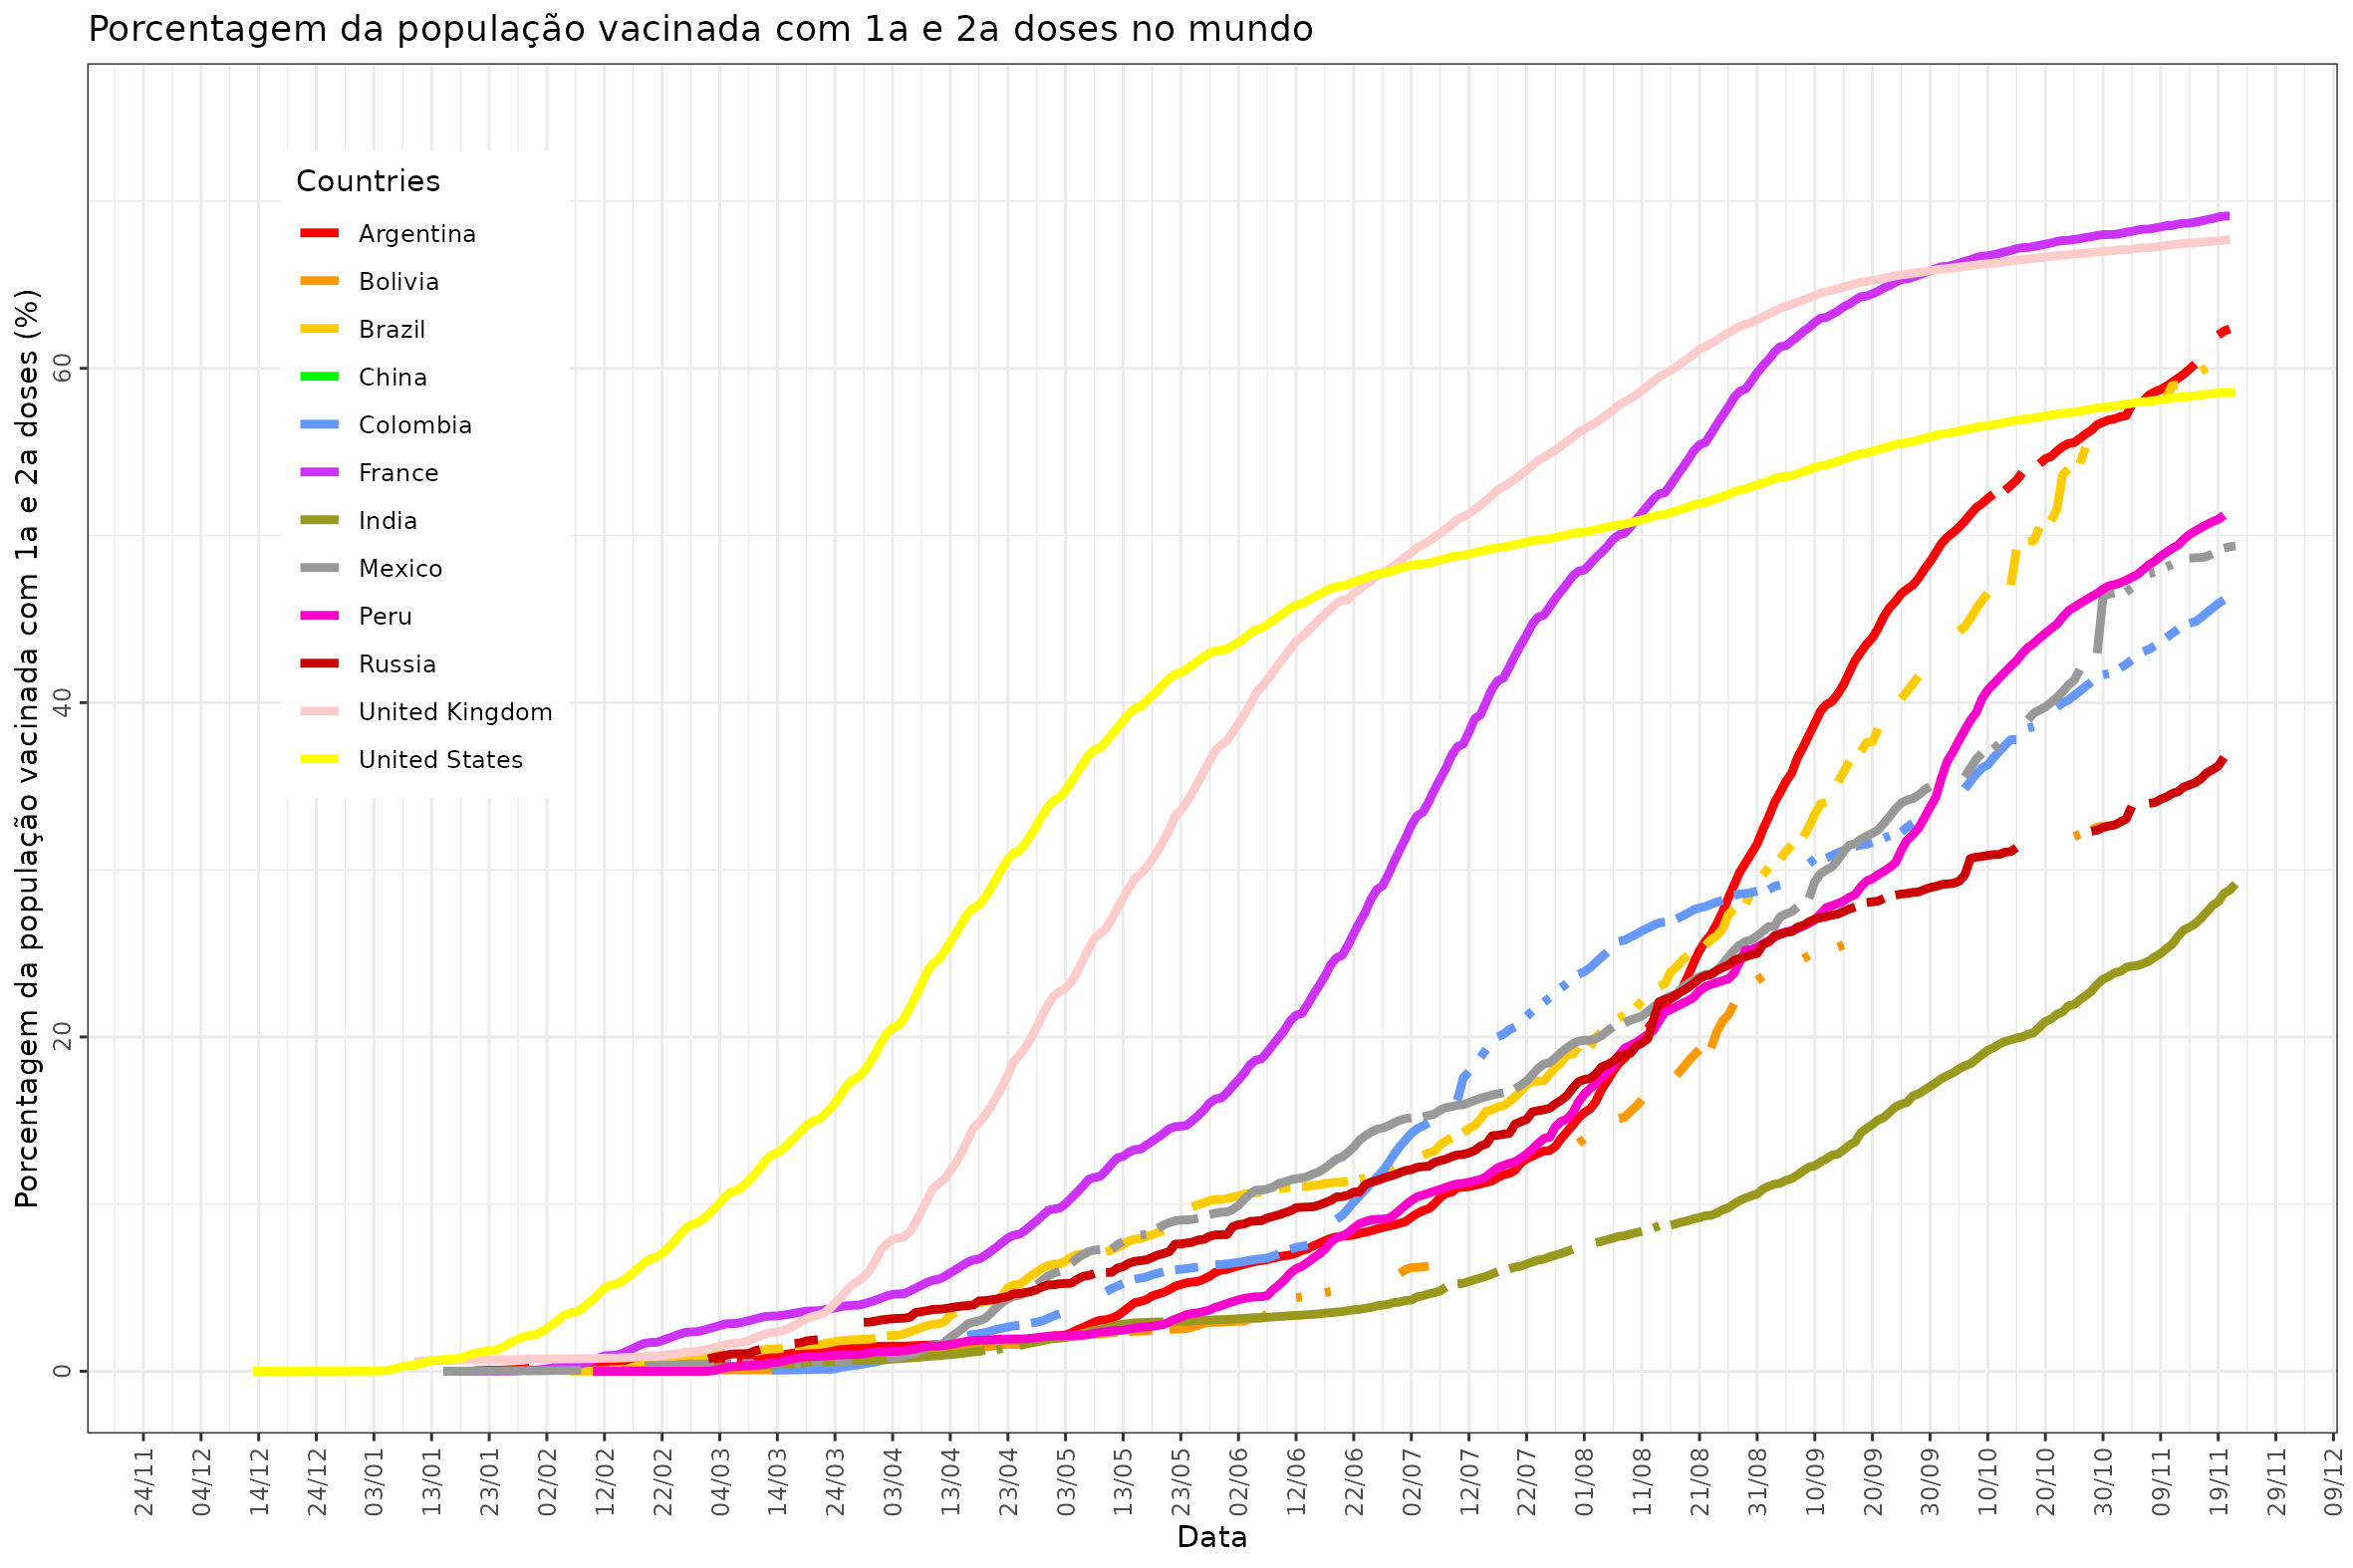 Porcentagem da população vacinada com 1a e 2a doses no mundo
Porcentagem da população vacinada com 1a e 2a doses (%)
60
40
20
0
Countries
Argentina
Bolivia
Brazil
China
Colombia
France
India
Mexico
Peru
Russia
United Kingdom
United States
24/11 04/12 14/12 24/12 03/01 13/01 23/01 02/02 12/02 22/02 04/03 14/03 24/03 03/04 13/04 23/04 03/05 13/05 23/05 02/06 12/06 22/06 02/07 12/07 22/07 01/08 11/08 21/08 31/08 10/09 20/09 30/09 10/10 20/10 30/10 09/11 19/11 29/11 09/12
Data